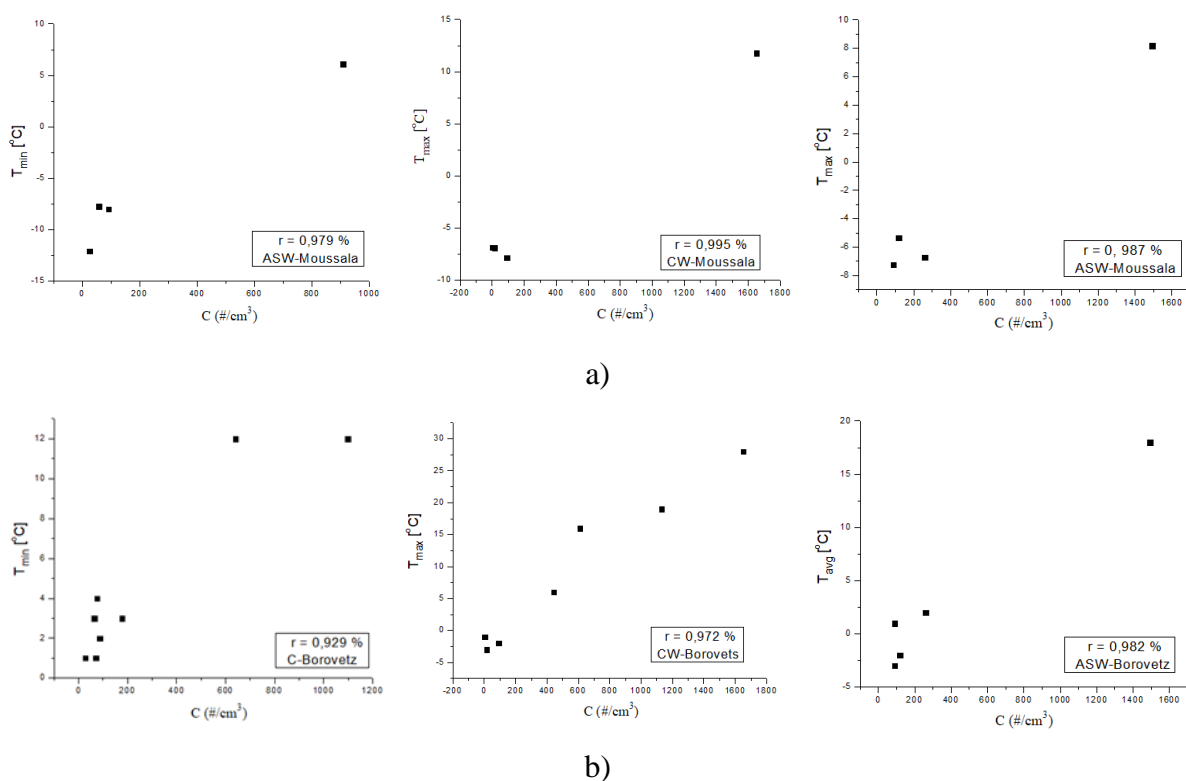 10
5
0
-5
-10
-15
T_min [°C]
0 200 400 600 800 1000
C (#/cm³)
r = 0,979 %
ASW-Moussala
15
10
5
0
-5
-10
T_max [°C]
-200 0 200 400 600 800 1000 1200 1400 1600 1800
C (#/cm³)
r = 0,995 %
CW-Moussala
10
8
6
4
2
0
-2
-4
-6
-8
T_max [°C]
0 200 400 600 800 1000 1200 1400 1600
C (#/cm³)
r = 0, 987 %
ASW-Moussala
a)
12
10
8
6
4
2
0
T_min [°C]
0 200 400 600 800 1000 1200
C (#/cm³)
r = 0,929 %
C-Borovetz
30
25
20
15
10
5
0
-5
T_max [°C]
-200 0 200 400 600 800 1000 1200 1400 1600 1800
C (#/cm³)
r = 0,972 %
CW-Borovets
20
15
10
5
0
-5
T_avg [°C]
0 200 400 600 800 1000 1200 1400 1600
C (#/cm³)
r = 0,982 %
ASW-Borovetz
b)